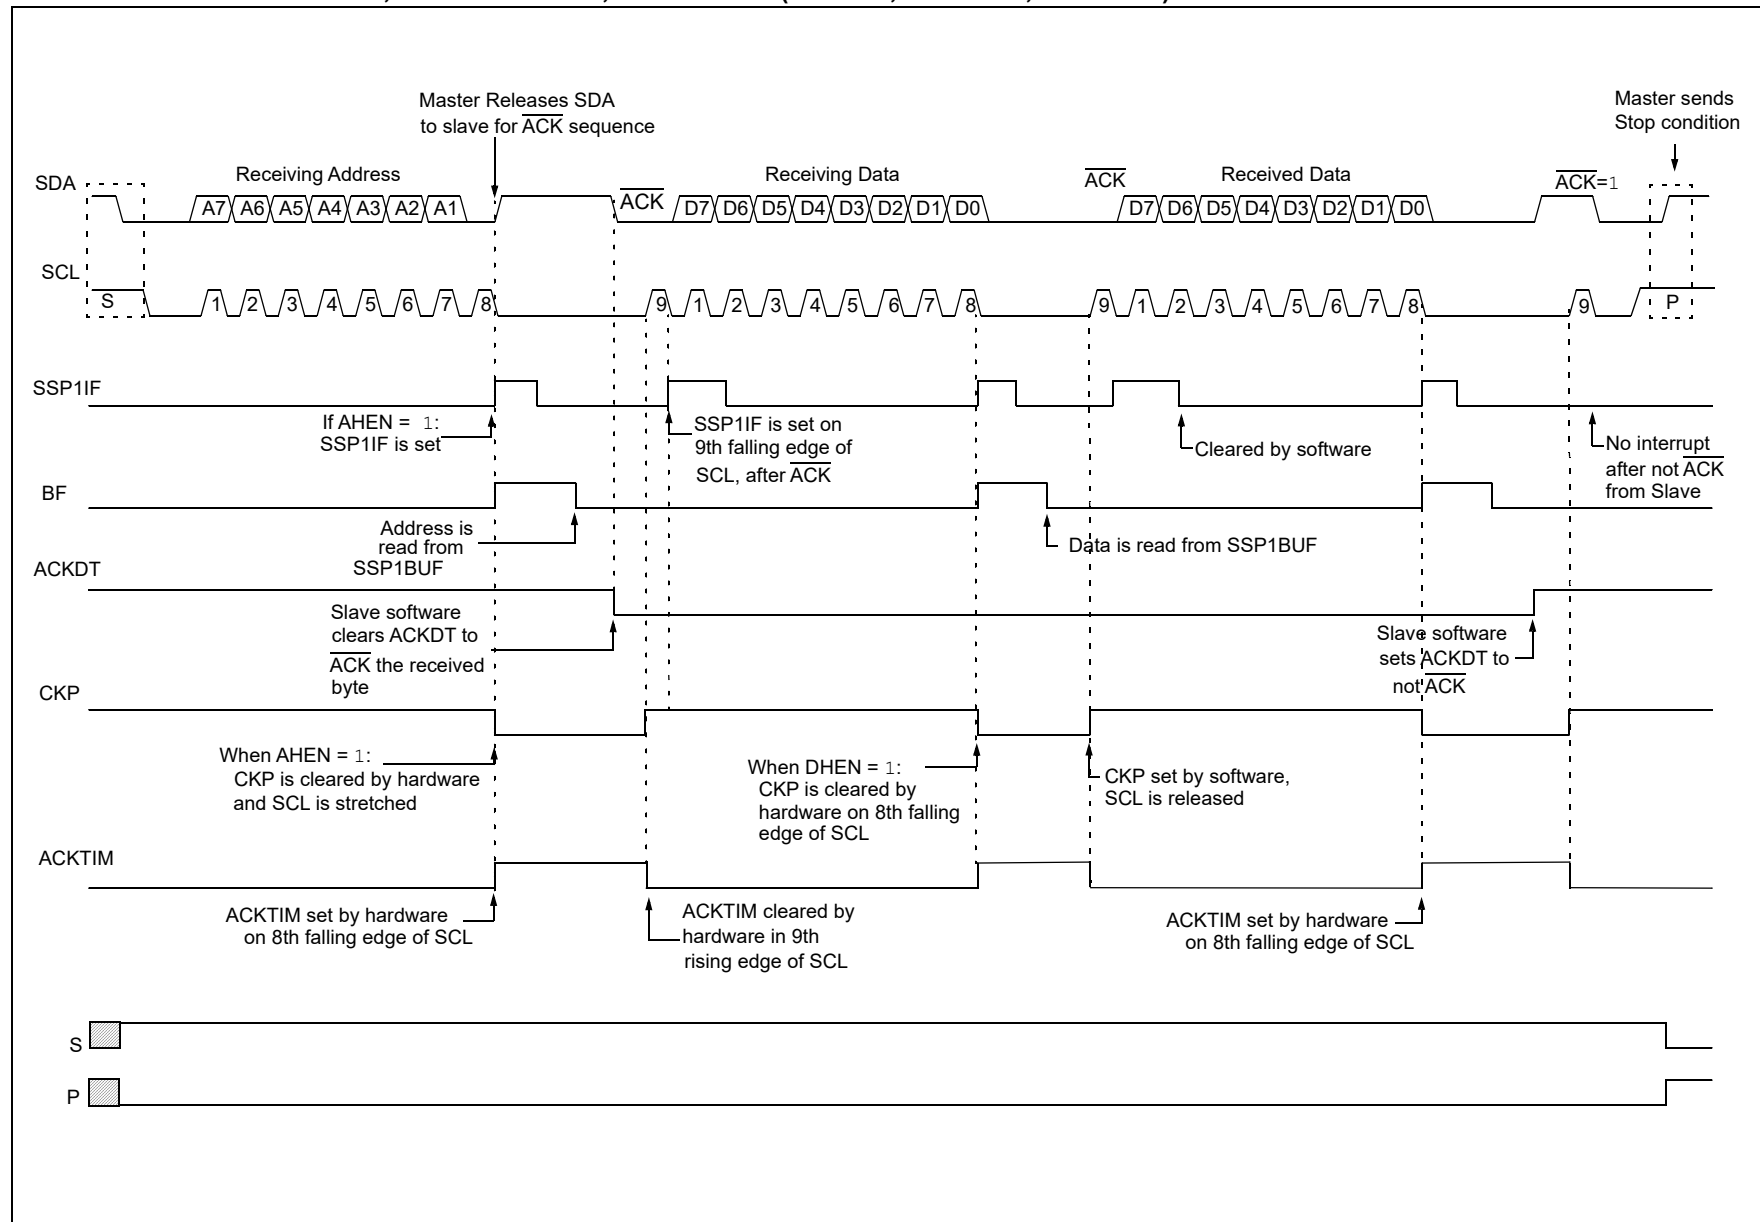 Master Releases SDA
to slave for ACK sequence
Master sends
Stop condition
SDA
Receiving Address
ACK
Receiving Data
ACK
Received Data
ACK=1
A7 A6 A5 A4 A3 A2 A1
D7 D6 D5 D4 D3 D2 D1 D0
D7 D6 D5 D4 D3 D2 D1 D0
SCL
S
1 2 3 4 5 6 7 8
9 1 2 3 4 5 6 7 8
9 1 2 3 4 5 6 7 8
9
P
SSP1IF
If AHEN = 1:
SSP1IF is set
SSP1IF is set on
9th falling edge of
SCL, after ACK
Cleared by software
No interrupt
after not ACK
from Slave
BF
Address is
read from
SSP1BUF
Data is read from SSP1BUF
ACKDT
Slave software
clears ACKDT to
ACK the received
byte
Slave software
sets ACKDT to
not ACK
CKP
When AHEN = 1:
CKP is cleared by hardware
and SCL is stretched
When DHEN = 1:
CKP is cleared by
hardware on 8th falling
edge of SCL
CKP set by software,
SCL is released
ACKTIM
ACKTIM set by hardware
on 8th falling edge of SCL
ACKTIM cleared by
hardware in 9th
rising edge of SCL
ACKTIM set by hardware
on 8th falling edge of SCL
S
P